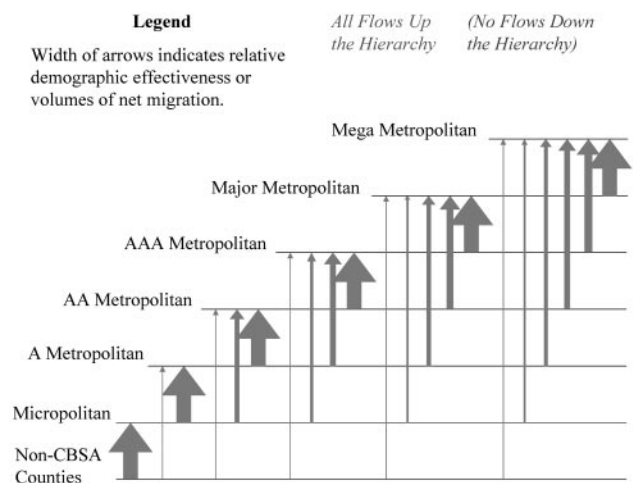 Legend
Width of arrows indicates relative
demographic effectiveness or
volumes of net migration.
All Flows Up
the Hierarchy
(No Flows Down
the Hierarchy)
Mega Metropolitan
Major Metropolitan
AAA Metropolitan
AA Metropolitan
A Metropolitan
Micropolitan
Non-CBSA
Counties